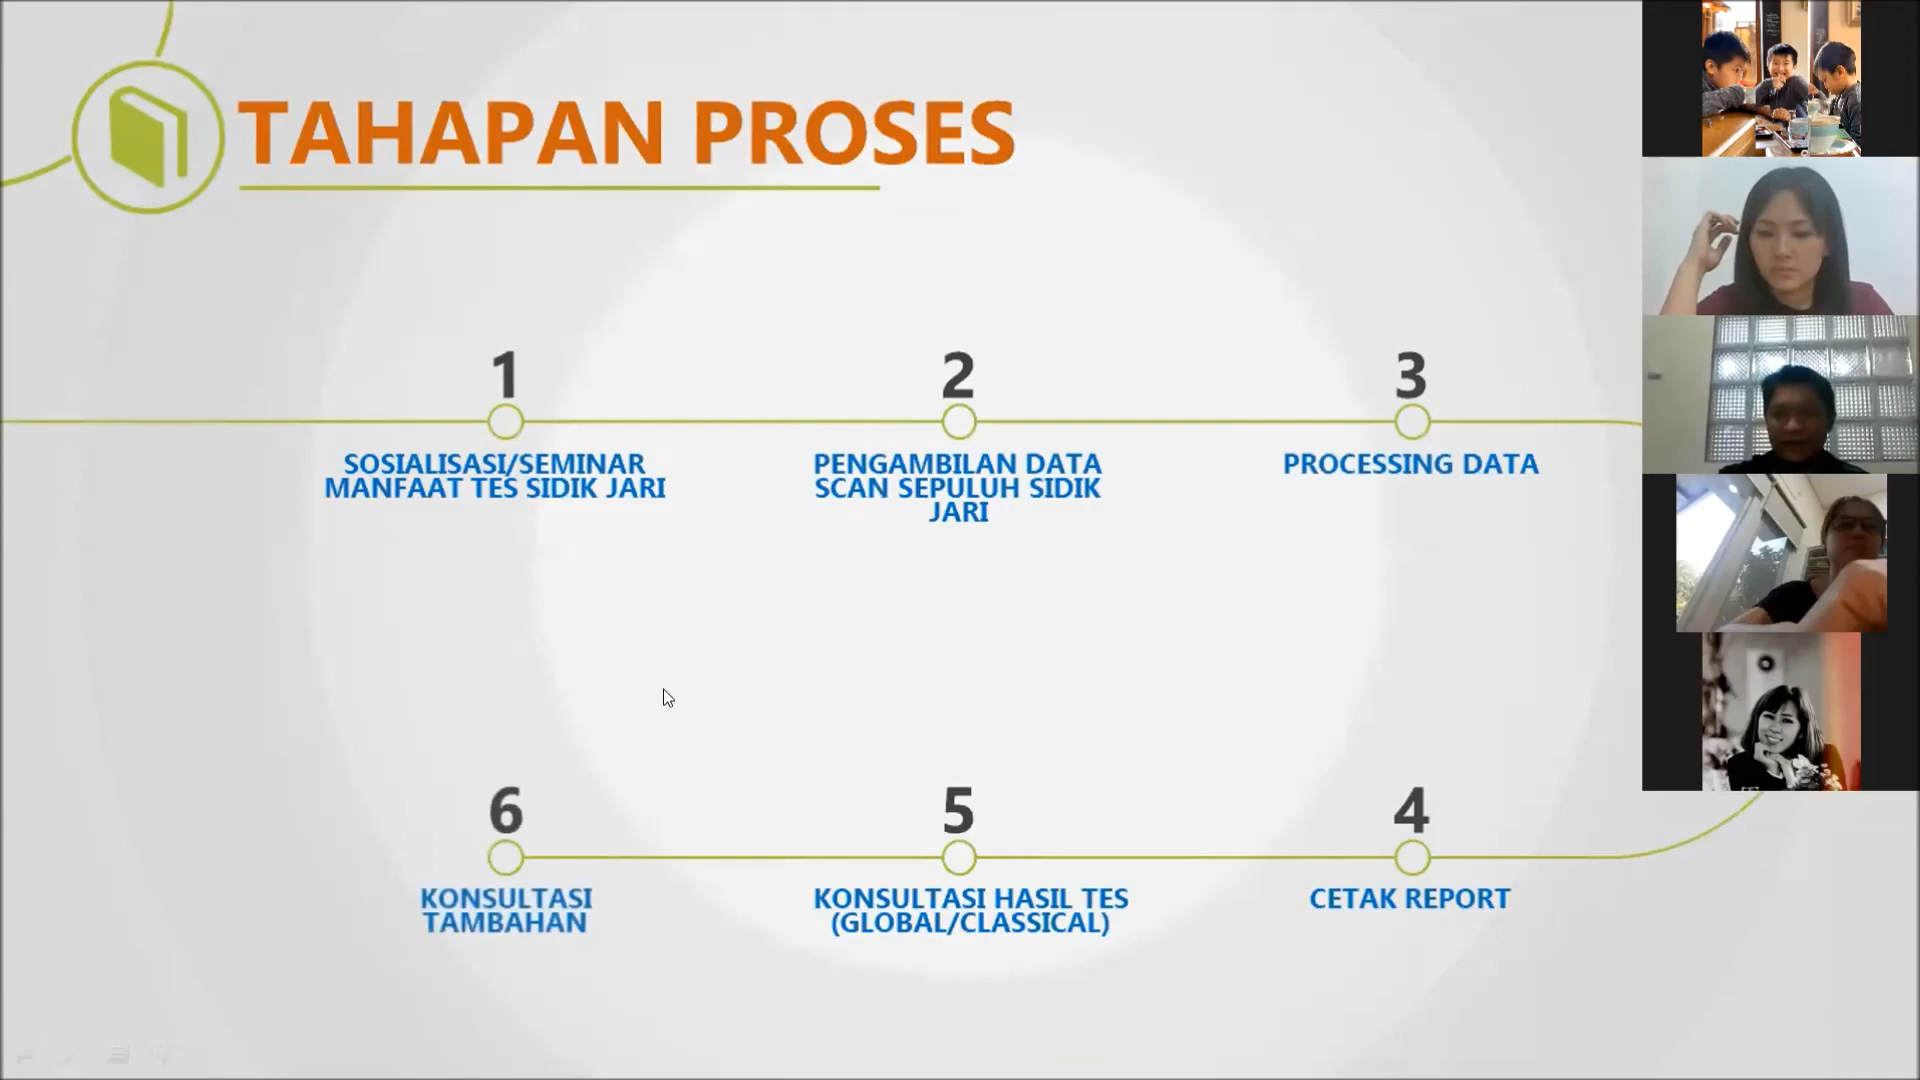 TAHAPAN PROSES
1
SOSIALISASI/SEMINAR
MANFAAT TES SIDIK JARI
2
PENGAMBILAN DATA
SCAN SEPULUH SIDIK
JARI
3
PROCESSING DATA
4
CETAK REPORT
5
KONSULTASI HASIL TES
(GLOBAL/CLASSICAL)
6
KONSULTASI
TAMBAHAN